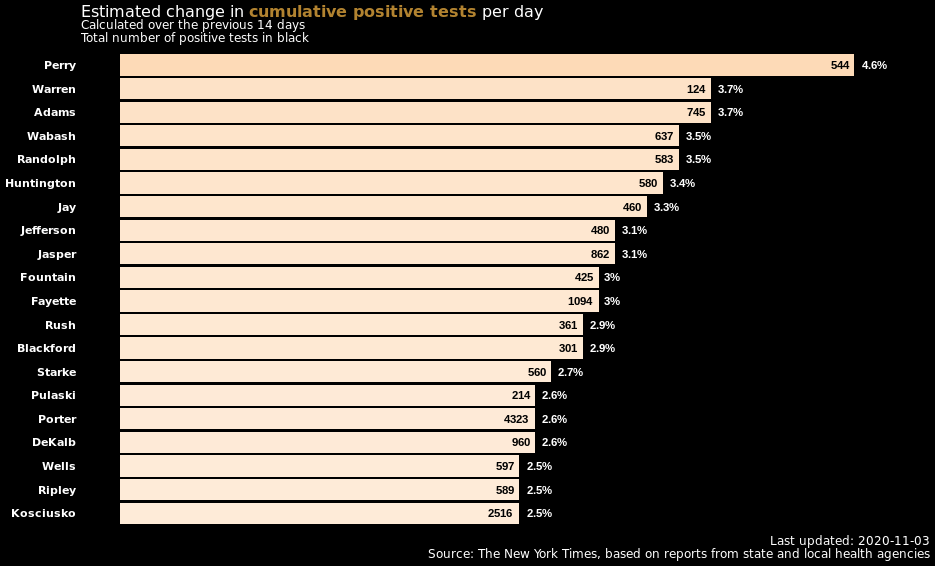 Estimated change in cumulative positive tests per day
Calculated over the previous 14 days
Total number of positive tests in black
Perry 544 4.6%
Warren 124 3.7%
Adams 745 3.7%
Wabash 637 3.5%
Randolph 583 3.5%
Huntington 580 3.4%
Jay 460 3.3%
Jefferson 480 3.1%
Jasper 862 3.1%
Fountain 425 3%
Fayette 1094 3%
Rush 361 2.9%
Blackford 301 2.9%
Starke 560 2.7%
Pulaski 214 2.6%
Porter 4323 2.6%
DeKalb 960 2.6%
Wells 597 2.5%
Ripley 589 2.5%
Kosciusko 2516 2.5%
Last updated: 2020-11-03
Source: The New York Times, based on reports from state and local health agencies